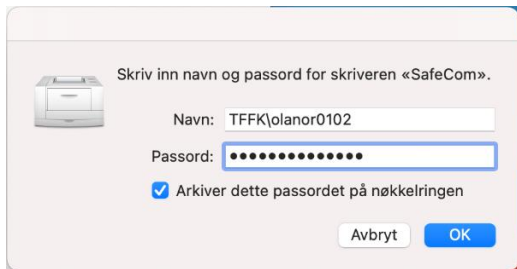 Skriv inn navn og passord for skriveren «SafeCom».
Navn: TFFK\olanor0102
Passord: ••••••••••••••
Arkiver dette passordet på nøkkelringen
Avbryt OK